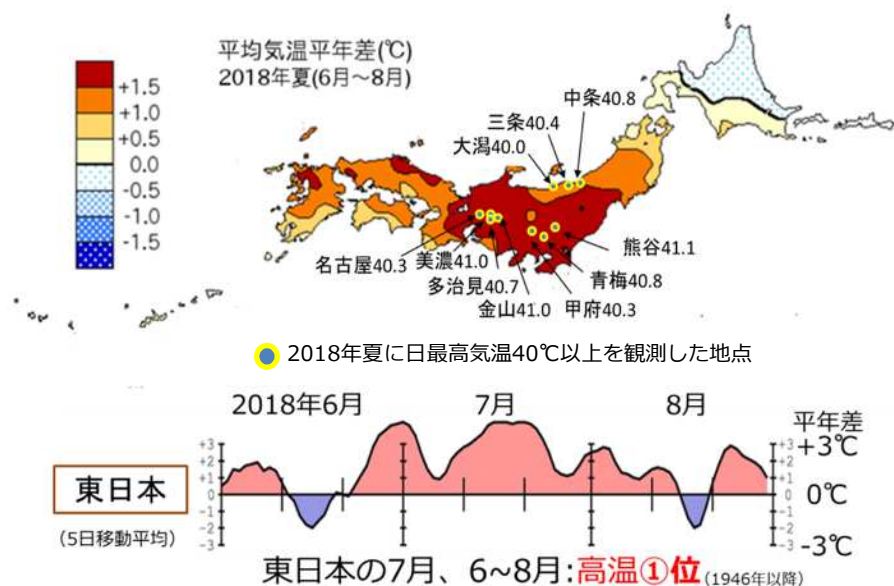 平均気温平年差(℃)
2018年夏(6月～8月)
+1.5
+1.0
+0.5
0.0
-0.5
-1.0
-1.5
中条40.8
三条40.4
大潟40.0
熊谷41.1
名古屋40.3
美濃41.0
青梅40.8
多治見40.7
金山41.0
甲府40.3
2018年夏に日最高気温40℃以上を観測した地点
2018年6月
7月
8月
平年差
+3
+2
+1
0
-1
-2
-3
+3
+2
+1
0
-1
-2
-3
+3℃
0℃
-3℃
東日本
(5日移動平均)
東日本の7月、6~8月:高温①位(1946年以降)